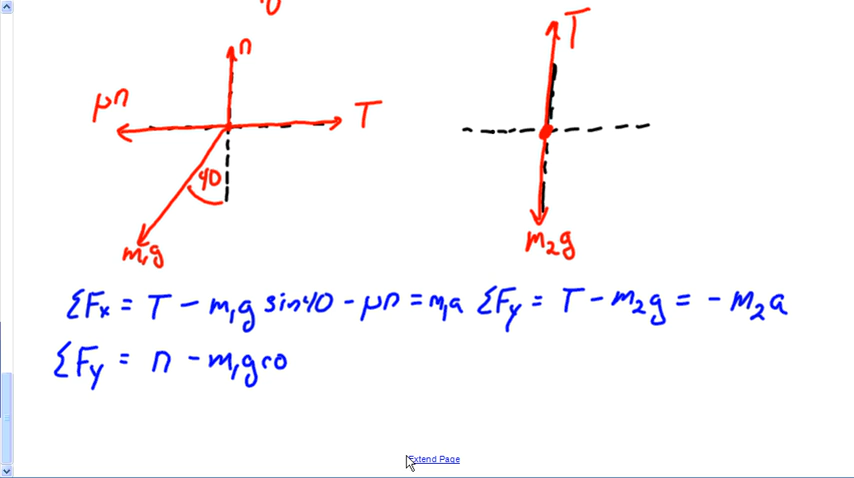 n
T
μn
T
40
m₁g
m₂g
ΣFx = T - m₁g sin40 - μn = m₁a ΣFy = T - m₂g = - m₂a
ΣFy = n - m₁g co
Extend Page